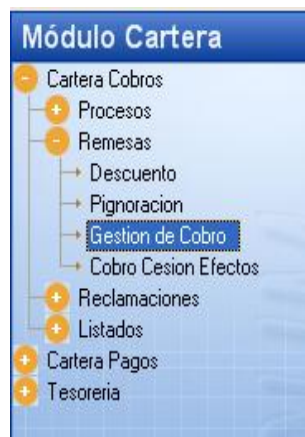 Módulo Cartera
Cartera Cobros
Procesos
Remesas
Descuento
Pignoracion
Gestion de Cobro
Cobro Cesion Efectos
Reclamaciones
Listados
Cartera Pagos
Tesoreria